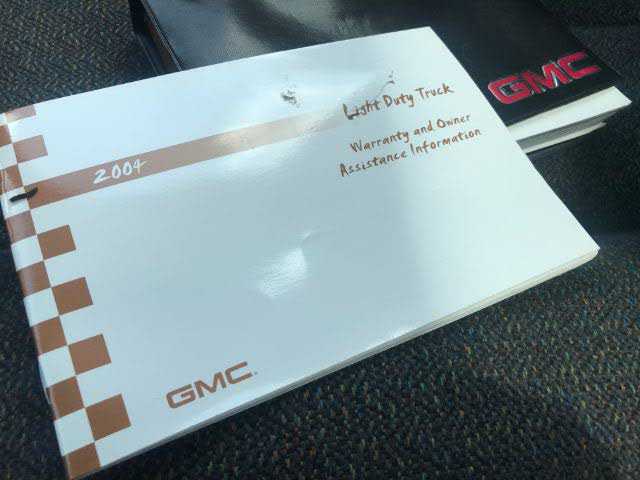 GMC
Light Duty Truck
2004
Warranty and Owner
Assistance Information
GMC